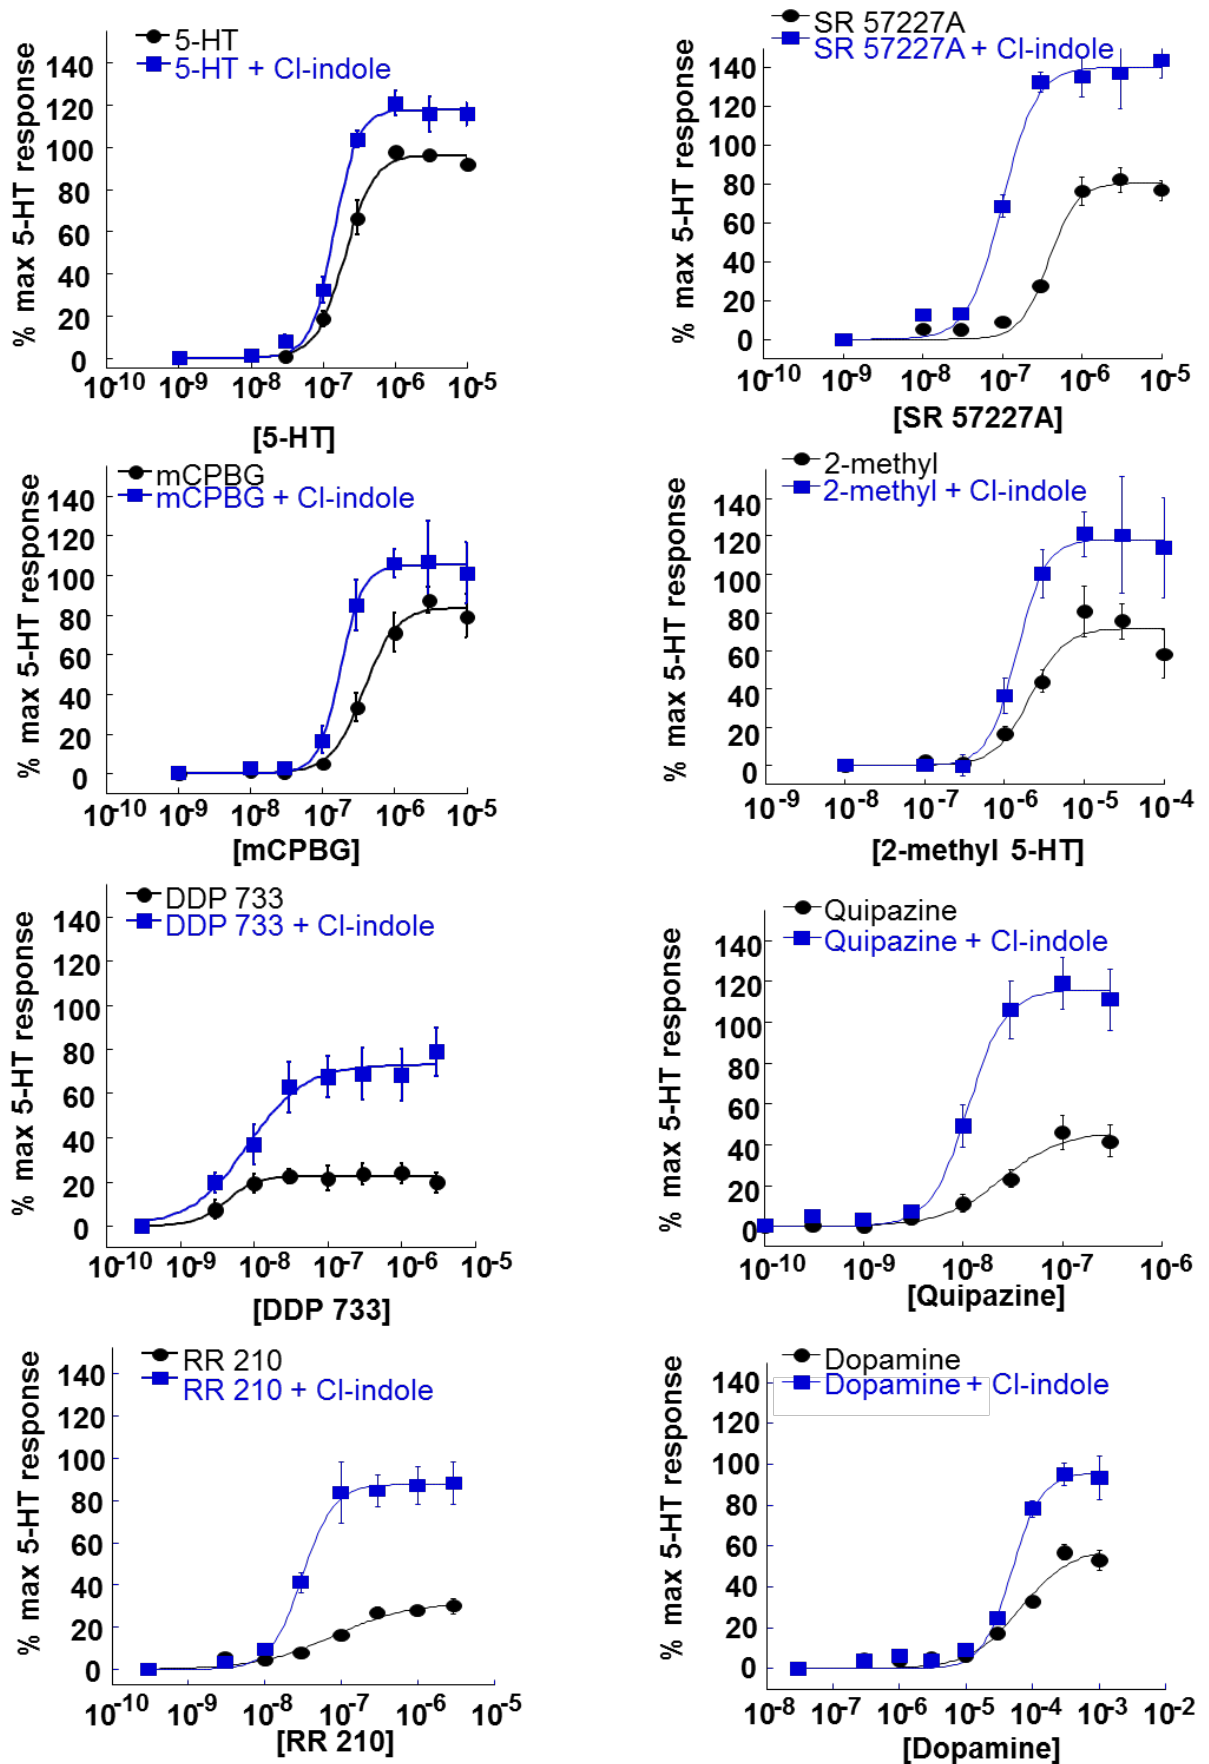 5-HT
5-HT + Cl-indole
% max 5-HT response
140
120
100
80
60
40
20
0
10-10 10-9 10-8 10-7 10-6 10-5
[5-HT]
SR 57227A
SR 57227A + Cl-indole
% max 5-HT response
140
120
100
80
60
40
20
0
10-10 10-9 10-8 10-7 10-6 10-5
[SR 57227A]
mCPBG
mCPBG + Cl-indole
% max 5-HT response
140
120
100
80
60
40
20
0
10-10 10-9 10-8 10-7 10-6 10-5
[mCPBG]
2-methyl
2-methyl + Cl-indole
% max 5-HT response
140
120
100
80
60
40
20
0
10-9 10-8 10-7 10-6 10-5 10-4
[2-methyl 5-HT]
DDP 733
DDP 733 + Cl-indole
% max 5-HT response
140
120
100
80
60
40
20
0
10-10 10-9 10-8 10-7 10-6 10-5
[DDP 733]
Quipazine
Quipazine + Cl-indole
% max 5-HT response
140
120
100
80
60
40
20
0
10-10 10-9 10-8 10-7 10-6
[Quipazine]
RR 210
RR 210 + Cl-indole
% max 5-HT response
140
120
100
80
60
40
20
0
10-10 10-9 10-8 10-7 10-6 10-5
[RR 210]
Dopamine
Dopamine + Cl-indole
% max 5-HT response
140
120
100
80
60
40
20
0
10-8 10-7 10-6 10-5 10-4 10-3 10-2
[Dopamine]